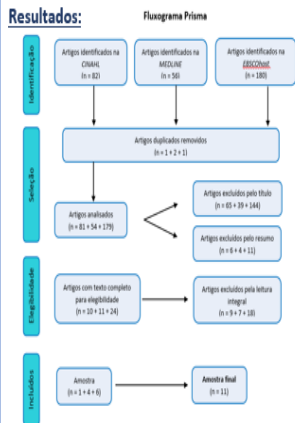 Resultados:
Fluxograma Prisma
Identificação
Artigos identificados na
CINAHL
(n = 82)
Artigos identificados na
MEDLINE
(n = 56)
Artigos identificados na
EBSCOhost
(n = 180)
Seleção
Artigos duplicados removidos
(n = 1 + 2 + 1)
Artigos analisados
(n = 81 + 54 + 179)
Artigos excluídos pelo título
(n = 65 + 39 + 144)
Artigos excluídos pelo resumo
(n = 6 + 4 + 11)
Elegibilidade
Artigos com texto completo
para elegibilidade
(n = 10 + 11 + 24)
Artigos excluídos pela leitura
integral
(n = 9 + 7 + 18)
Incluídos
Amostra
(n = 1 + 4 + 6)
Amostra final
(n = 11)